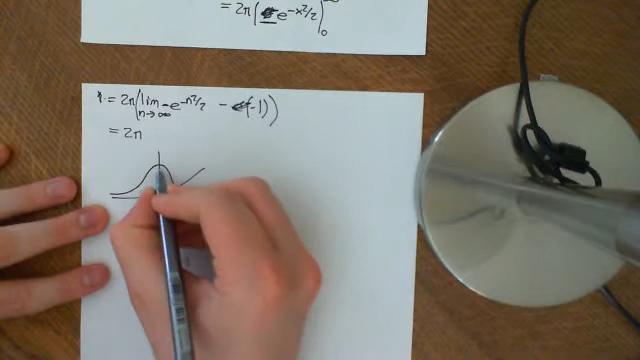 = 2π(-e^{-x²/2})|₀
= 2π(lim_{n→∞} -e^{-n²/2} - (-1))
= 2π